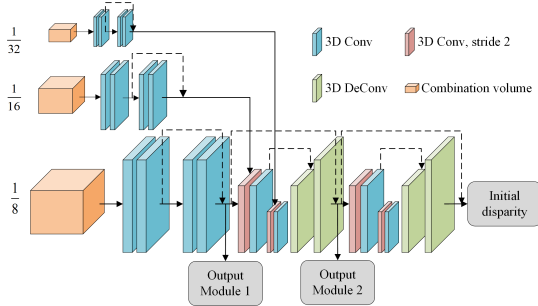 1
32
1
16
1
8
3D Conv
3D Conv, stride 2
3D DeConv
Combination volume
Initial
disparity
Output
Module 1
Output
Module 2